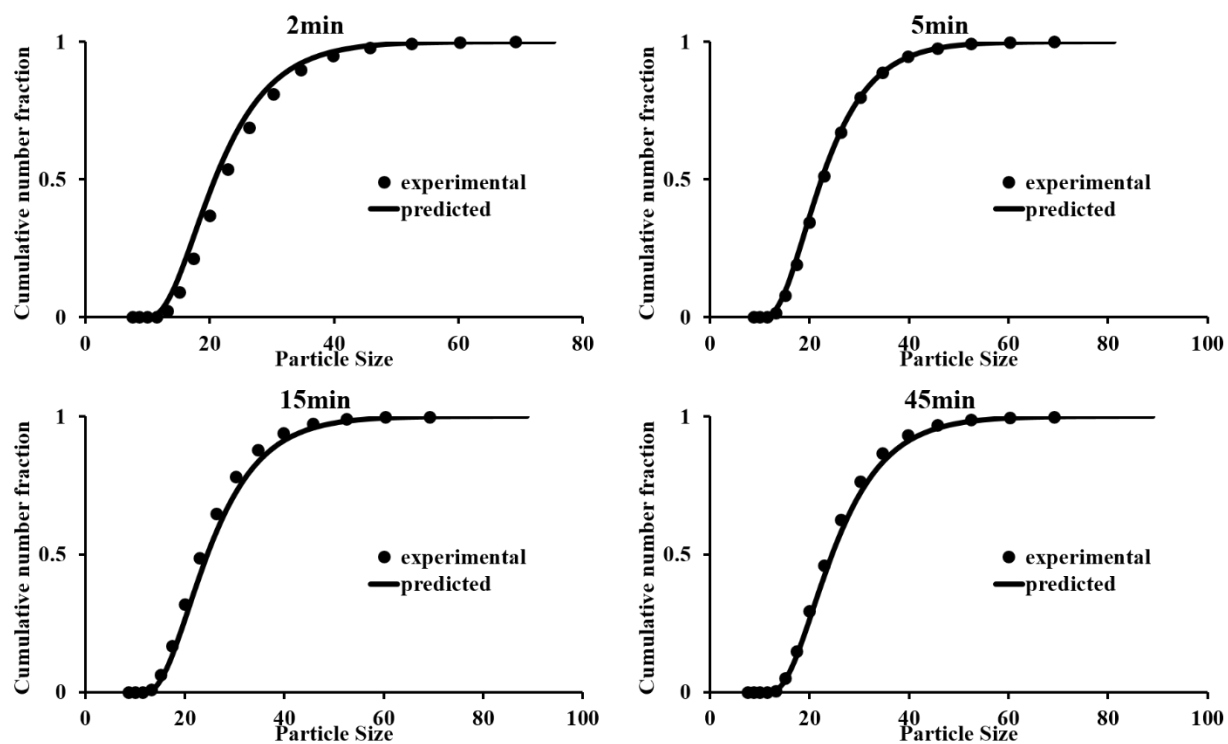 2min
Cumulative number fraction
1
0.5
0
experimental
predicted
0 20 40 60 80
Particle Size
5min
Cumulative number fraction
1
0.5
0
experimental
predicted
0 20 40 60 80 100
Particle Size
15min
Cumulative number fraction
1
0.5
0
experimental
predicted
0 20 40 60 80 100
Particle Size
45min
Cumulative number fraction
1
0.5
0
experimental
predicted
0 20 40 60 80 100
Particle Size